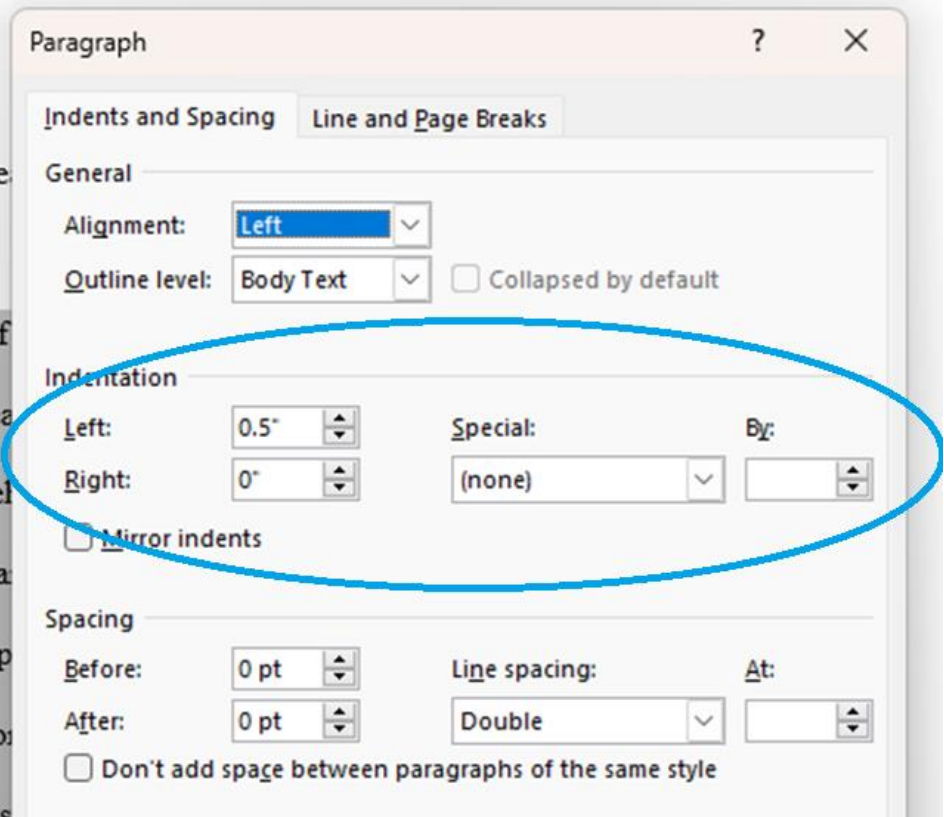 Paragraph ? ×
Indents and Spacing Line and Page Breaks
General
Alignment: Left
Outline level: Body Text Collapsed by default
Indentation
Left: 0.5" Special: By:
Right: 0" (none)
Mirror indents
Spacing
Before: 0 pt Line spacing: At:
After: 0 pt Double
Don't add space between paragraphs of the same style